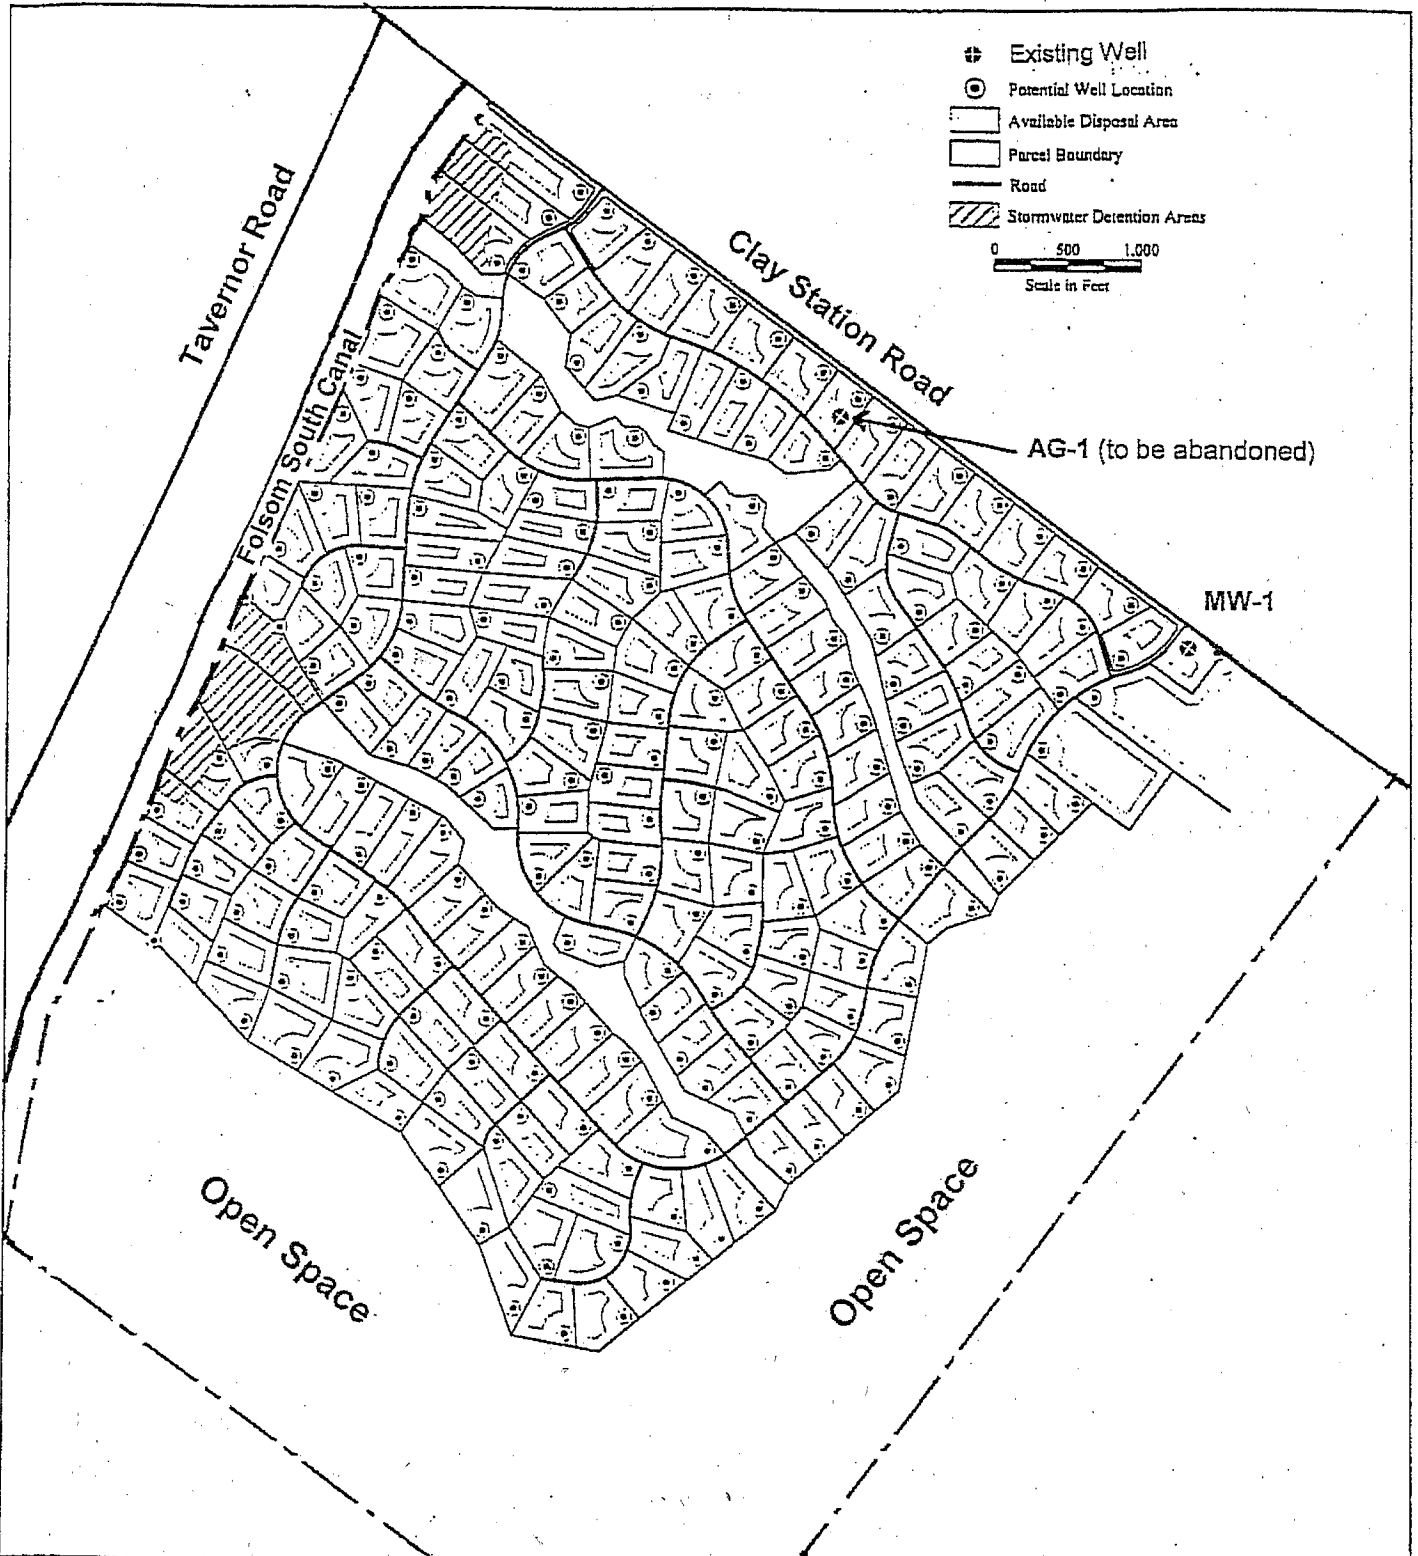 Existing Well
Potential Well Location
Available Disposal Area
Parcel Boundary
Road
Stormwater Detention Areas
0 500 1,000
Scale in Feet
Tavernor Road
Clay Station Road
Folsom South Canal
AG-1 (to be abandoned)
MW-1
Open Space
Open Space